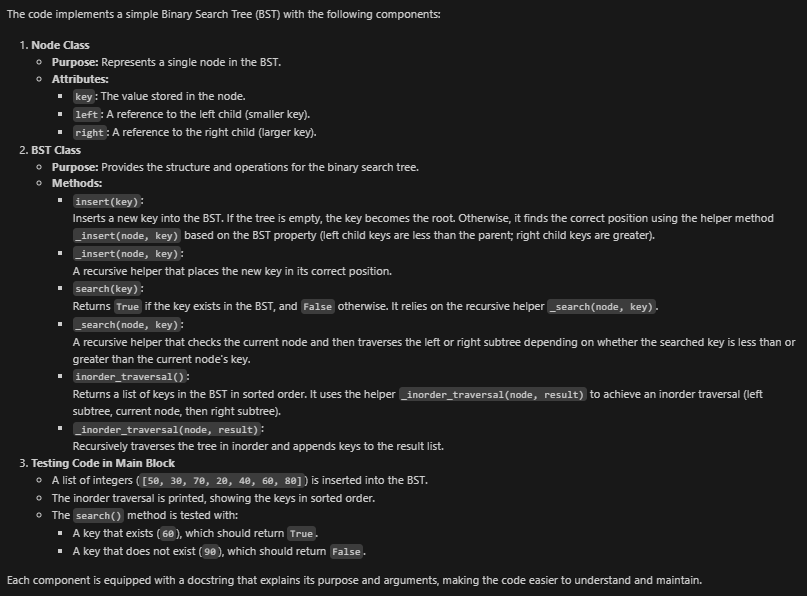 The code implements a simple Binary Search Tree (BST) with the following components:
1. Node Class
Purpose: Represents a single node in the BST.
Attributes:
key: The value stored in the node.
left: A reference to the left child (smaller key).
right: A reference to the right child (larger key).
2. BST Class
Purpose: Provides the structure and operations for the binary search tree.
Methods:
insert(key):
Inserts a new key into the BST. If the tree is empty, the key becomes the root. Otherwise, it finds the correct position using the helper method
_insert(node, key) based on the BST property (left child keys are less than the parent; right child keys are greater).
_insert(node, key):
A recursive helper that places the new key in its correct position.
search(key):
Returns True if the key exists in the BST, and False otherwise. It relies on the recursive helper _search(node, key).
_search(node, key):
A recursive helper that checks the current node and then traverses the left or right subtree depending on whether the searched key is less than or
greater than the current node's key.
inorder_traversal():
Returns a list of keys in the BST in sorted order. It uses the helper _inorder_traversal(node, result) to achieve an inorder traversal (left
subtree, current node, then right subtree).
_inorder_traversal(node, result):
Recursively traverses the tree in inorder and appends keys to the result list.
3. Testing Code in Main Block
A list of integers ([50, 30, 70, 20, 40, 60, 80]) is inserted into the BST.
The inorder traversal is printed, showing the keys in sorted order.
The search() method is tested with:
A key that exists (60), which should return True.
A key that does not exist (90), which should return False.
Each component is equipped with a docstring that explains its purpose and arguments, making the code easier to understand and maintain.